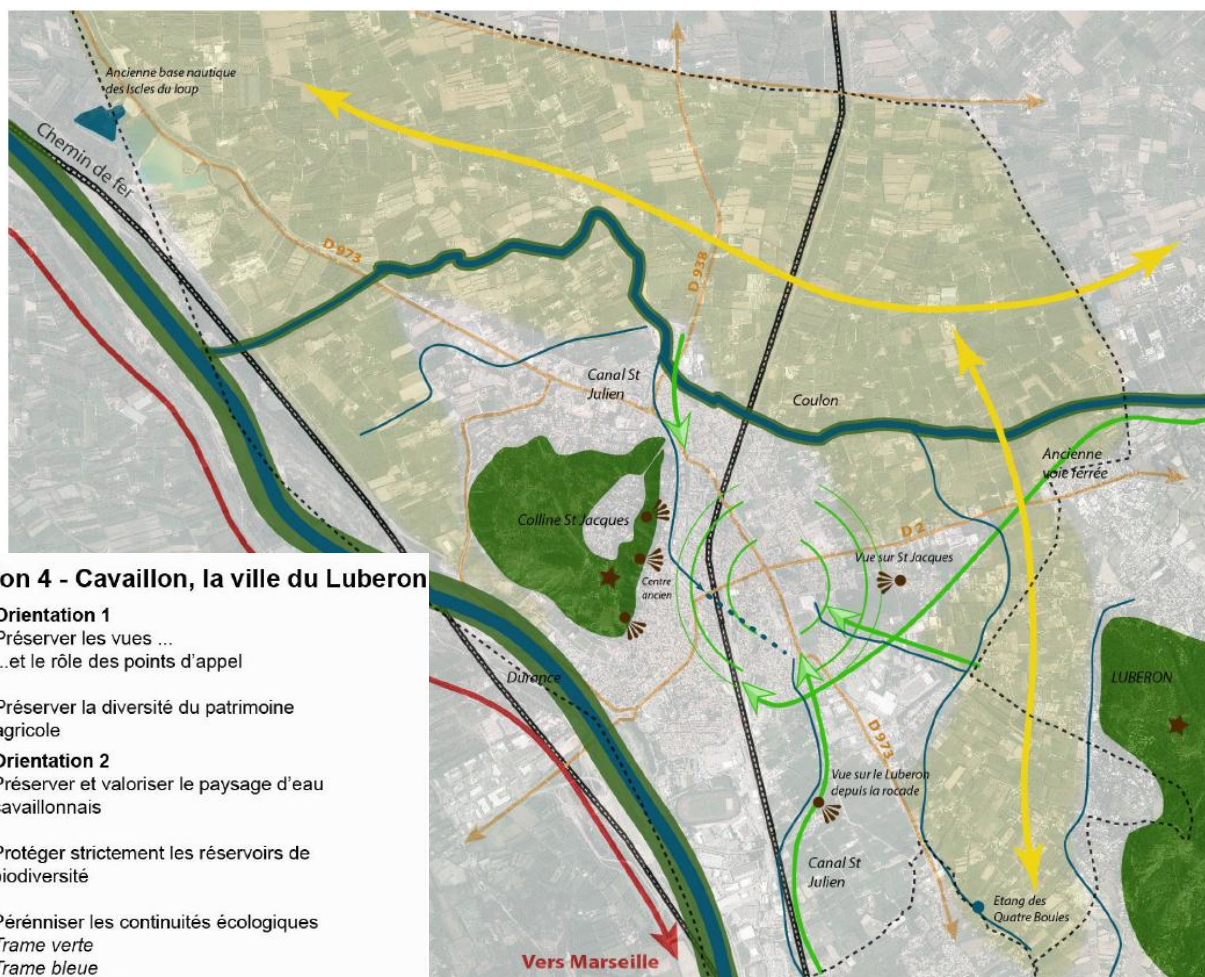 Ancienne base nautique
des Iscles du loup
Chemin de fer
D 973
D 938
Canal St
Julien
Coulon
Ancienne
voie ferrée
Colline St Jacques
D 2
Vue sur St Jacques
Centre
ancien
Durance
LUBERON
D 973
Vue sur le Luberon
depuis la rocade
Canal St
Julien
Etang des
Quatre Boules
Vers Marseille
on 4 - Cavaillon, la ville du Luberon
Orientation 1
Préserver les vues ...
...et le rôle des points d'appel
Préserver la diversité du patrimoine
agricole
Orientation 2
Préserver et valoriser le paysage d'eau
cavaillonnais
Protéger strictement les réservoirs de
biodiversité
Pérénniser les continuités écologiques
Trame verte
Trame bleue